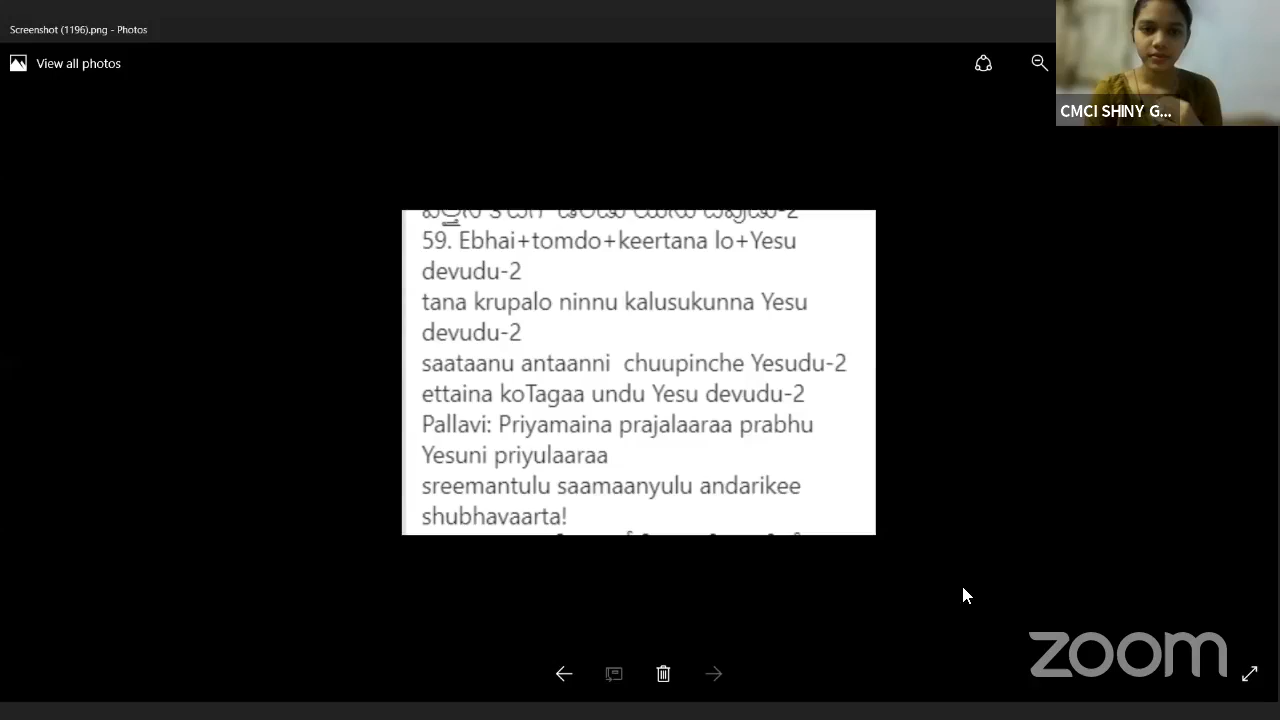 Screenshot (1196).png - Photos
View all photos
CMCI SHINY G...
59. Ebhai+tomdo+keertana lo+Yesu
devudu-2
tana krupalo ninnu kalusukunna Yesu
devudu-2
saataanu antaanni chuupinche Yesudu-2
ettaina koTagaa undu Yesu devudu-2
Pallavi: Priyamaina prajalaaraa prabhu
Yesuni priyulaaraa
sreemantulu saamaanyulu andarikee
shubhavaarta!
zoom